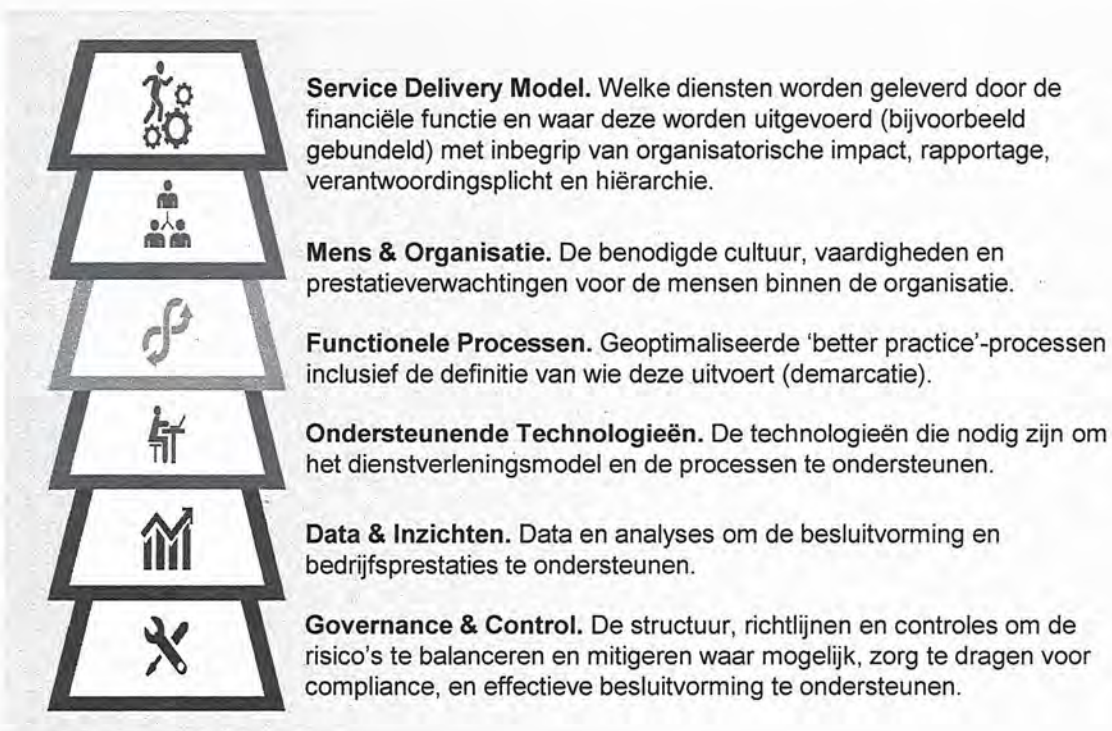 Service Delivery Model. Welke diensten worden geleverd door de
financiële functie en waar deze worden uitgevoerd (bijvoorbeeld
gebundeld) met inbegrip van organisatorische impact, rapportage,
verantwoordingsplicht en hiërarchie.
Mens & Organisatie. De benodigde cultuur, vaardigheden en
prestatieverwachtingen voor de mensen binnen de organisatie.
Functionele Processen. Geoptimaliseerde ‘better practice’-processen
inclusief de definitie van wie deze uitvoert (demarcatie).
Ondersteunende Technologieën. De technologieën die nodig zijn om
het dienstverleningsmodel en de processen te ondersteunen.
Data & Inzichten. Data en analyses om de besluitvorming en
bedrijfsprestaties te ondersteunen.
Governance & Control. De structuur, richtlijnen en controles om de
risico's te balanceren en mitigeren waar mogelijk, zorg te dragen voor
compliance, en effectieve besluitvorming te ondersteunen.